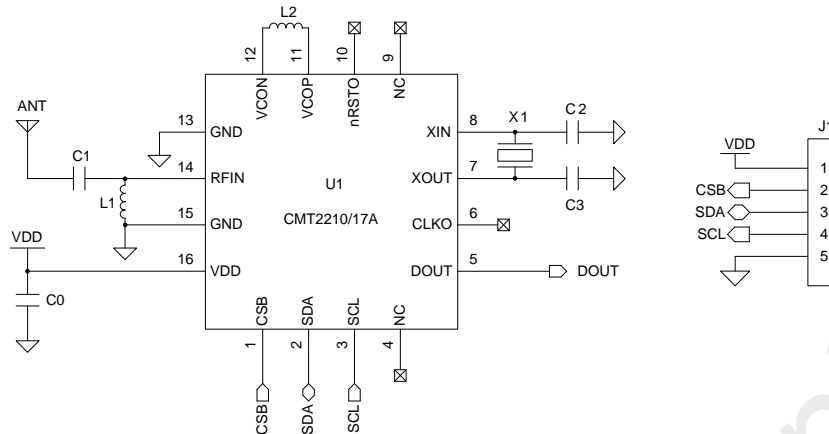 L2
12
11
10
9
VCON
VCOP
nRSTO
NC
ANT
C1
L1
13
GND
14
RFIN
15
GND
16
VDD
VDD
C0
U1
CMT2210/17A
XIN
8
XOUT
7
CLKO
6
DOUT
5
X1
C2
C3
DOUT
CSB
SDA
SCL
NC
1
2
3
4
CSB
SDA
SCL
J1
VDD
1
CSB
2
SDA
3
SCL
4
5